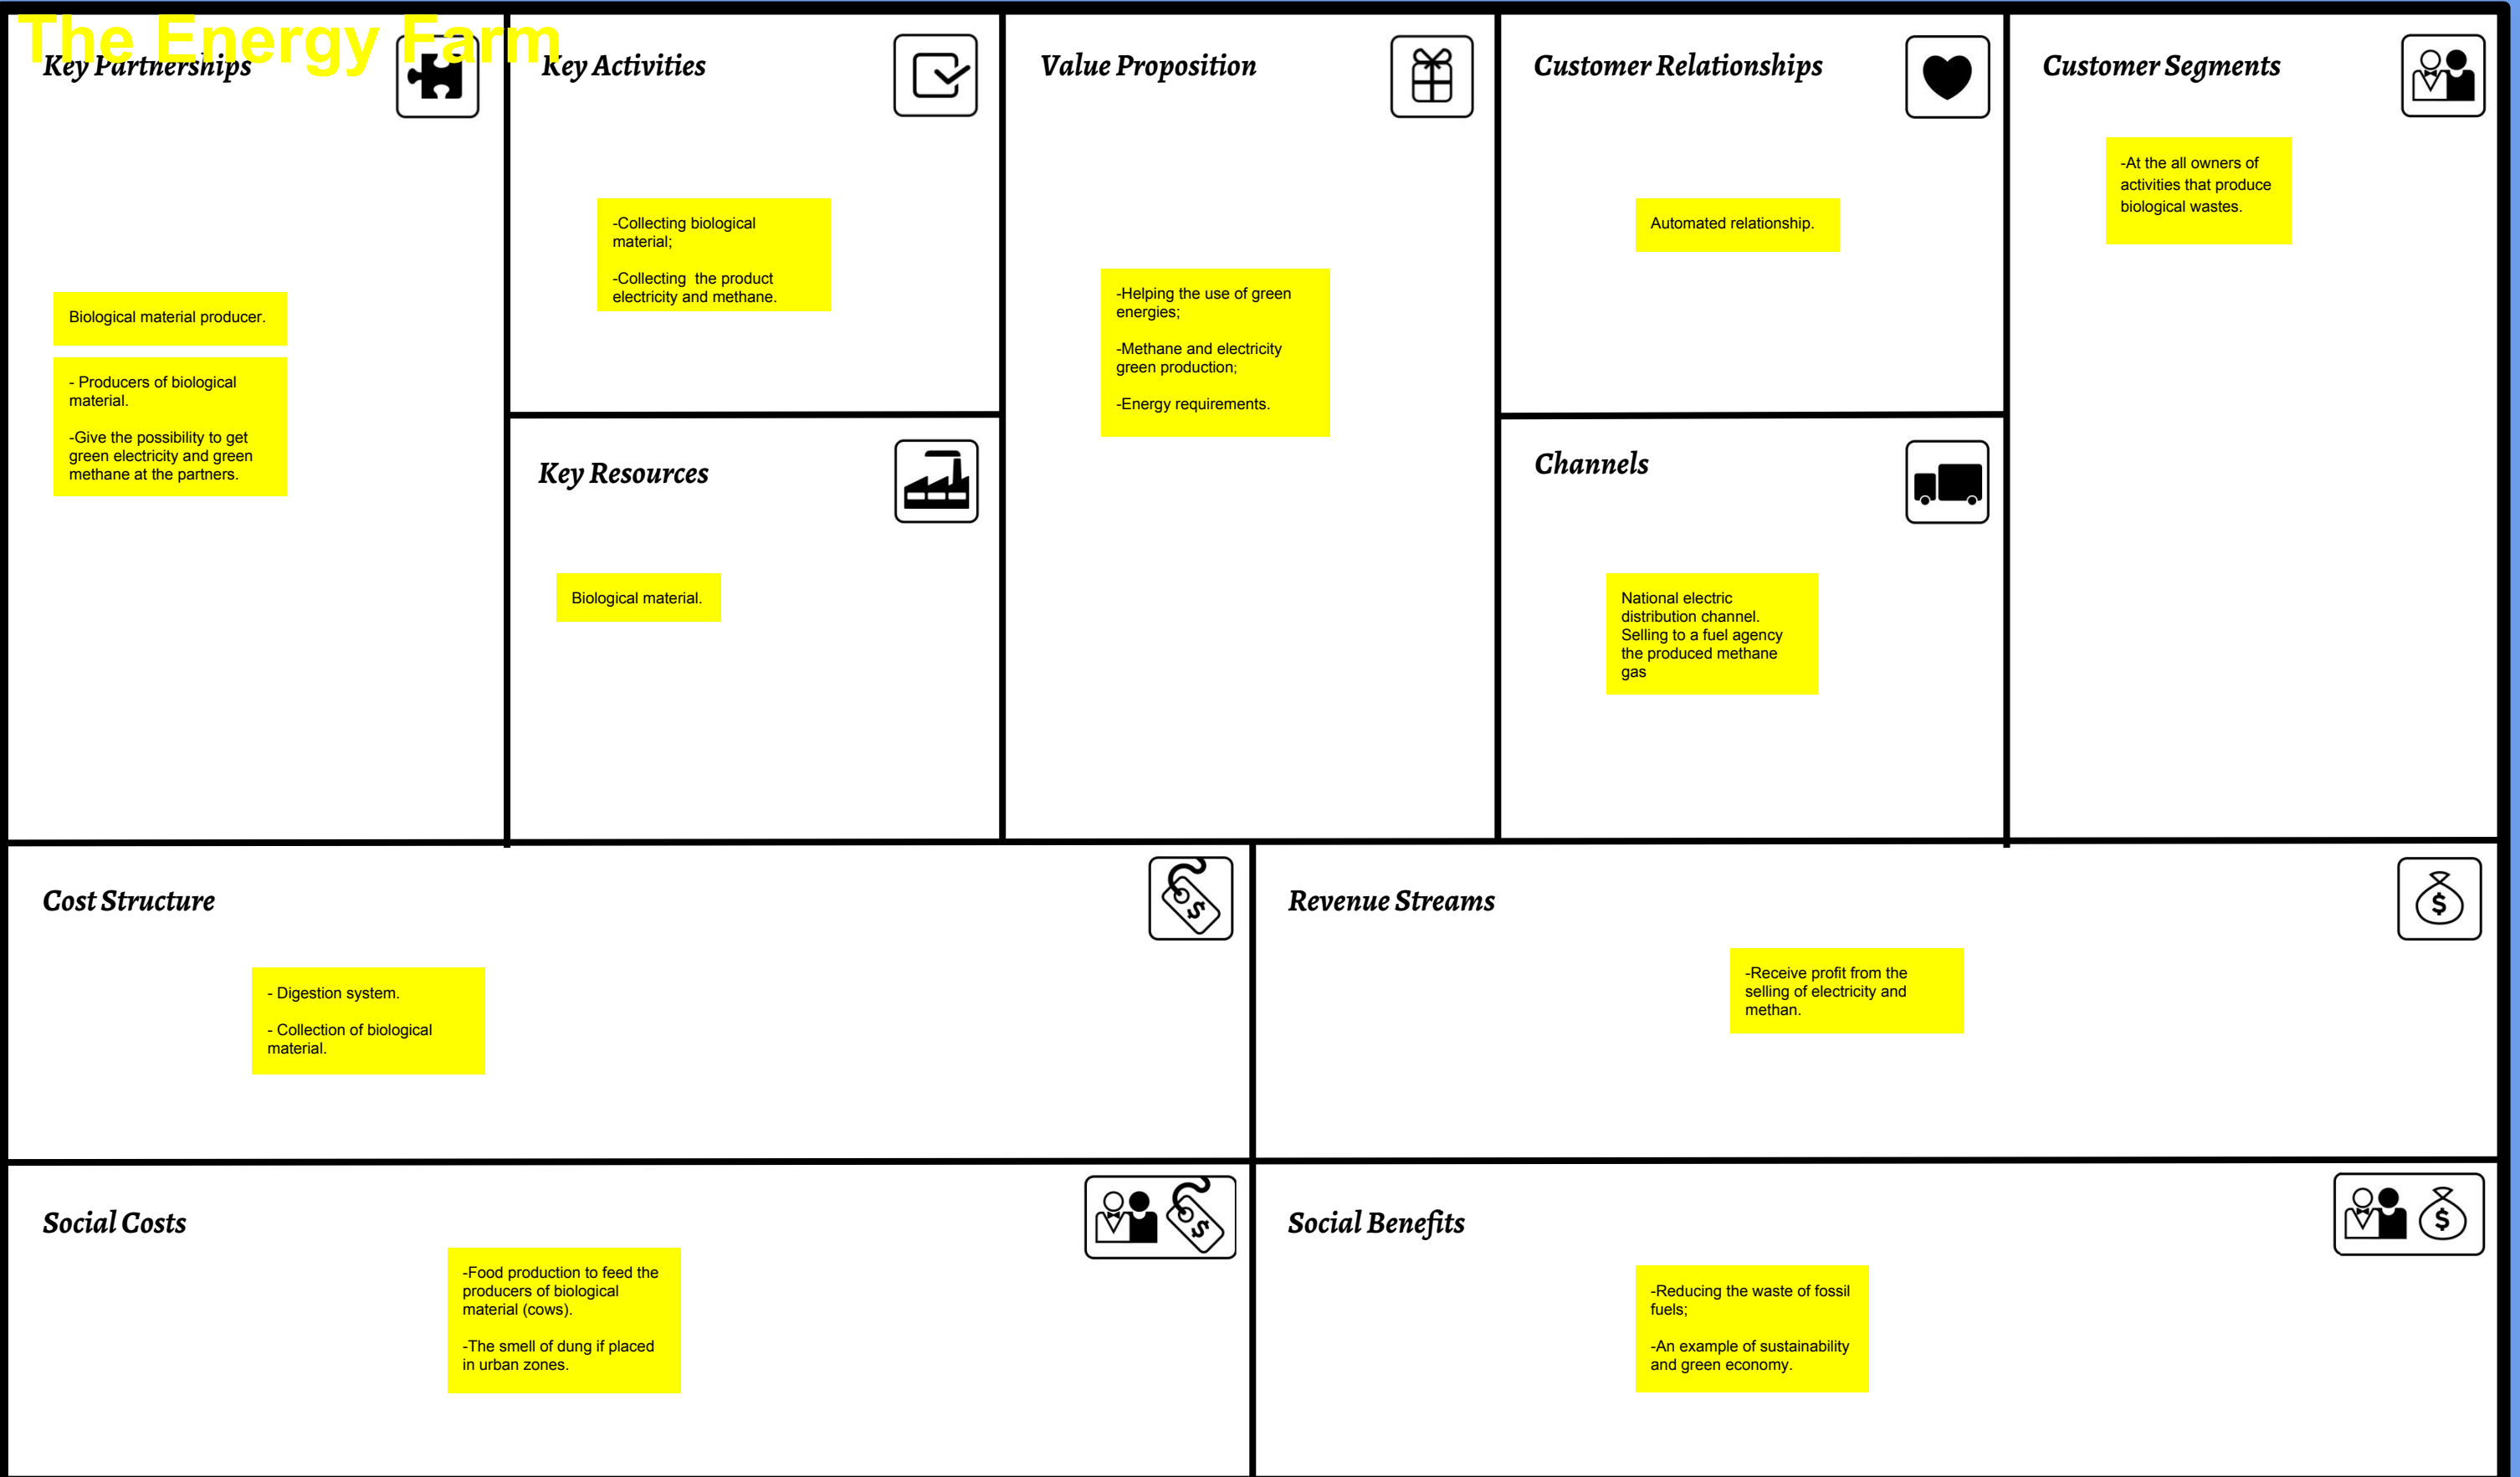 The Energy Farm
Key Partnerships
Biological material producer.
- Producers of biological
material.
-Give the possibility to get
green electricity and green
methane at the partners.
Key Activities
-Collecting biological
material;
-Collecting  the product
electricity and methane.
Key Resources
Biological material.
Value Proposition
-Helping the use of green
energies;
-Methane and electricity
green production;
-Energy requirements.
Customer Relationships
Automated relationship.
Channels
National electric
distribution channel.
Selling to a fuel agency
the produced methane
gas
Customer Segments
-At the all owners of
activities that produce
biological wastes.
Cost Structure
$
- Digestion system.
- Collection of biological
material.
Revenue Streams
$
-Receive profit from the
selling of electricity and
methan.
Social Costs
$
-Food production to feed the
producers of biological
material (cows).
-The smell of dung if placed
in urban zones.
Social Benefits
$
-Reducing the waste of fossil
fuels;
-An example of sustainability
and green economy.